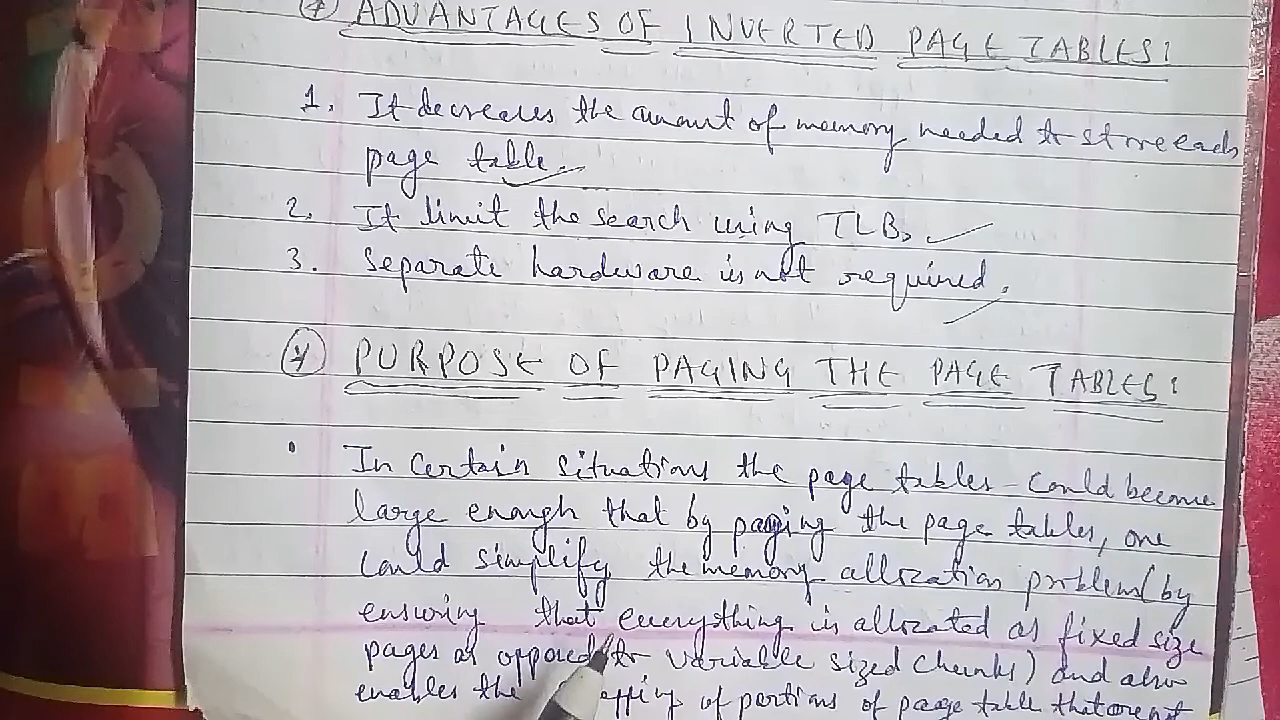 * ADVANTAGES OF INVERTED PAGE TABLES:
1. It decreases the amount of memory needed to store each
page table.
2. It limit the search using TLB.
3. Separate hardware is not required.
* PURPOSE OF PAGING THE PAGE TABLES:
• In certain situations the page tables could become
large enough that by paging the page tables, one
could simplify the memory allocation problem (by
ensuring that everything is allocated as fixed size
pages as opposed to variable sized chunks) and also
enables the of portions of page table that are not